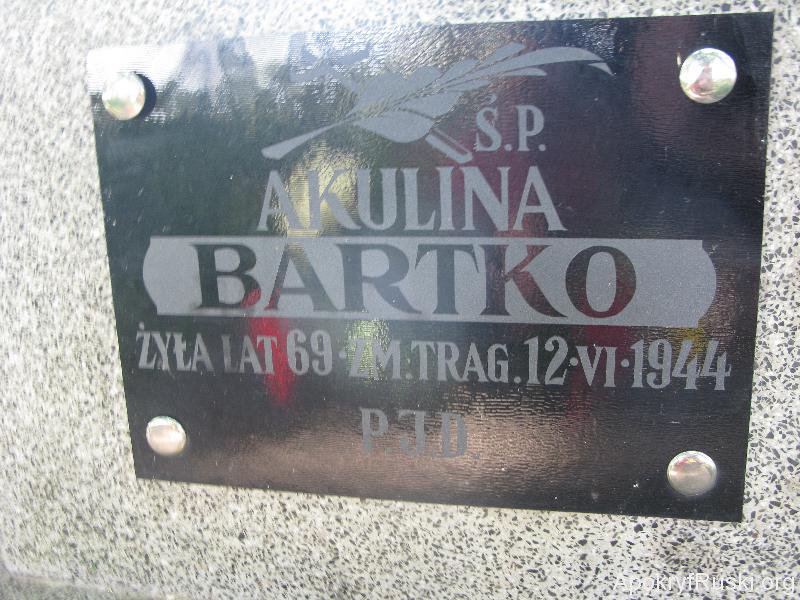 Ś.P.
AKULINA
BARTKO
ŻYŁA LAT 69·ZM.TRAG.12·VI·1944
P.J.D.
ApokryfRuski.org